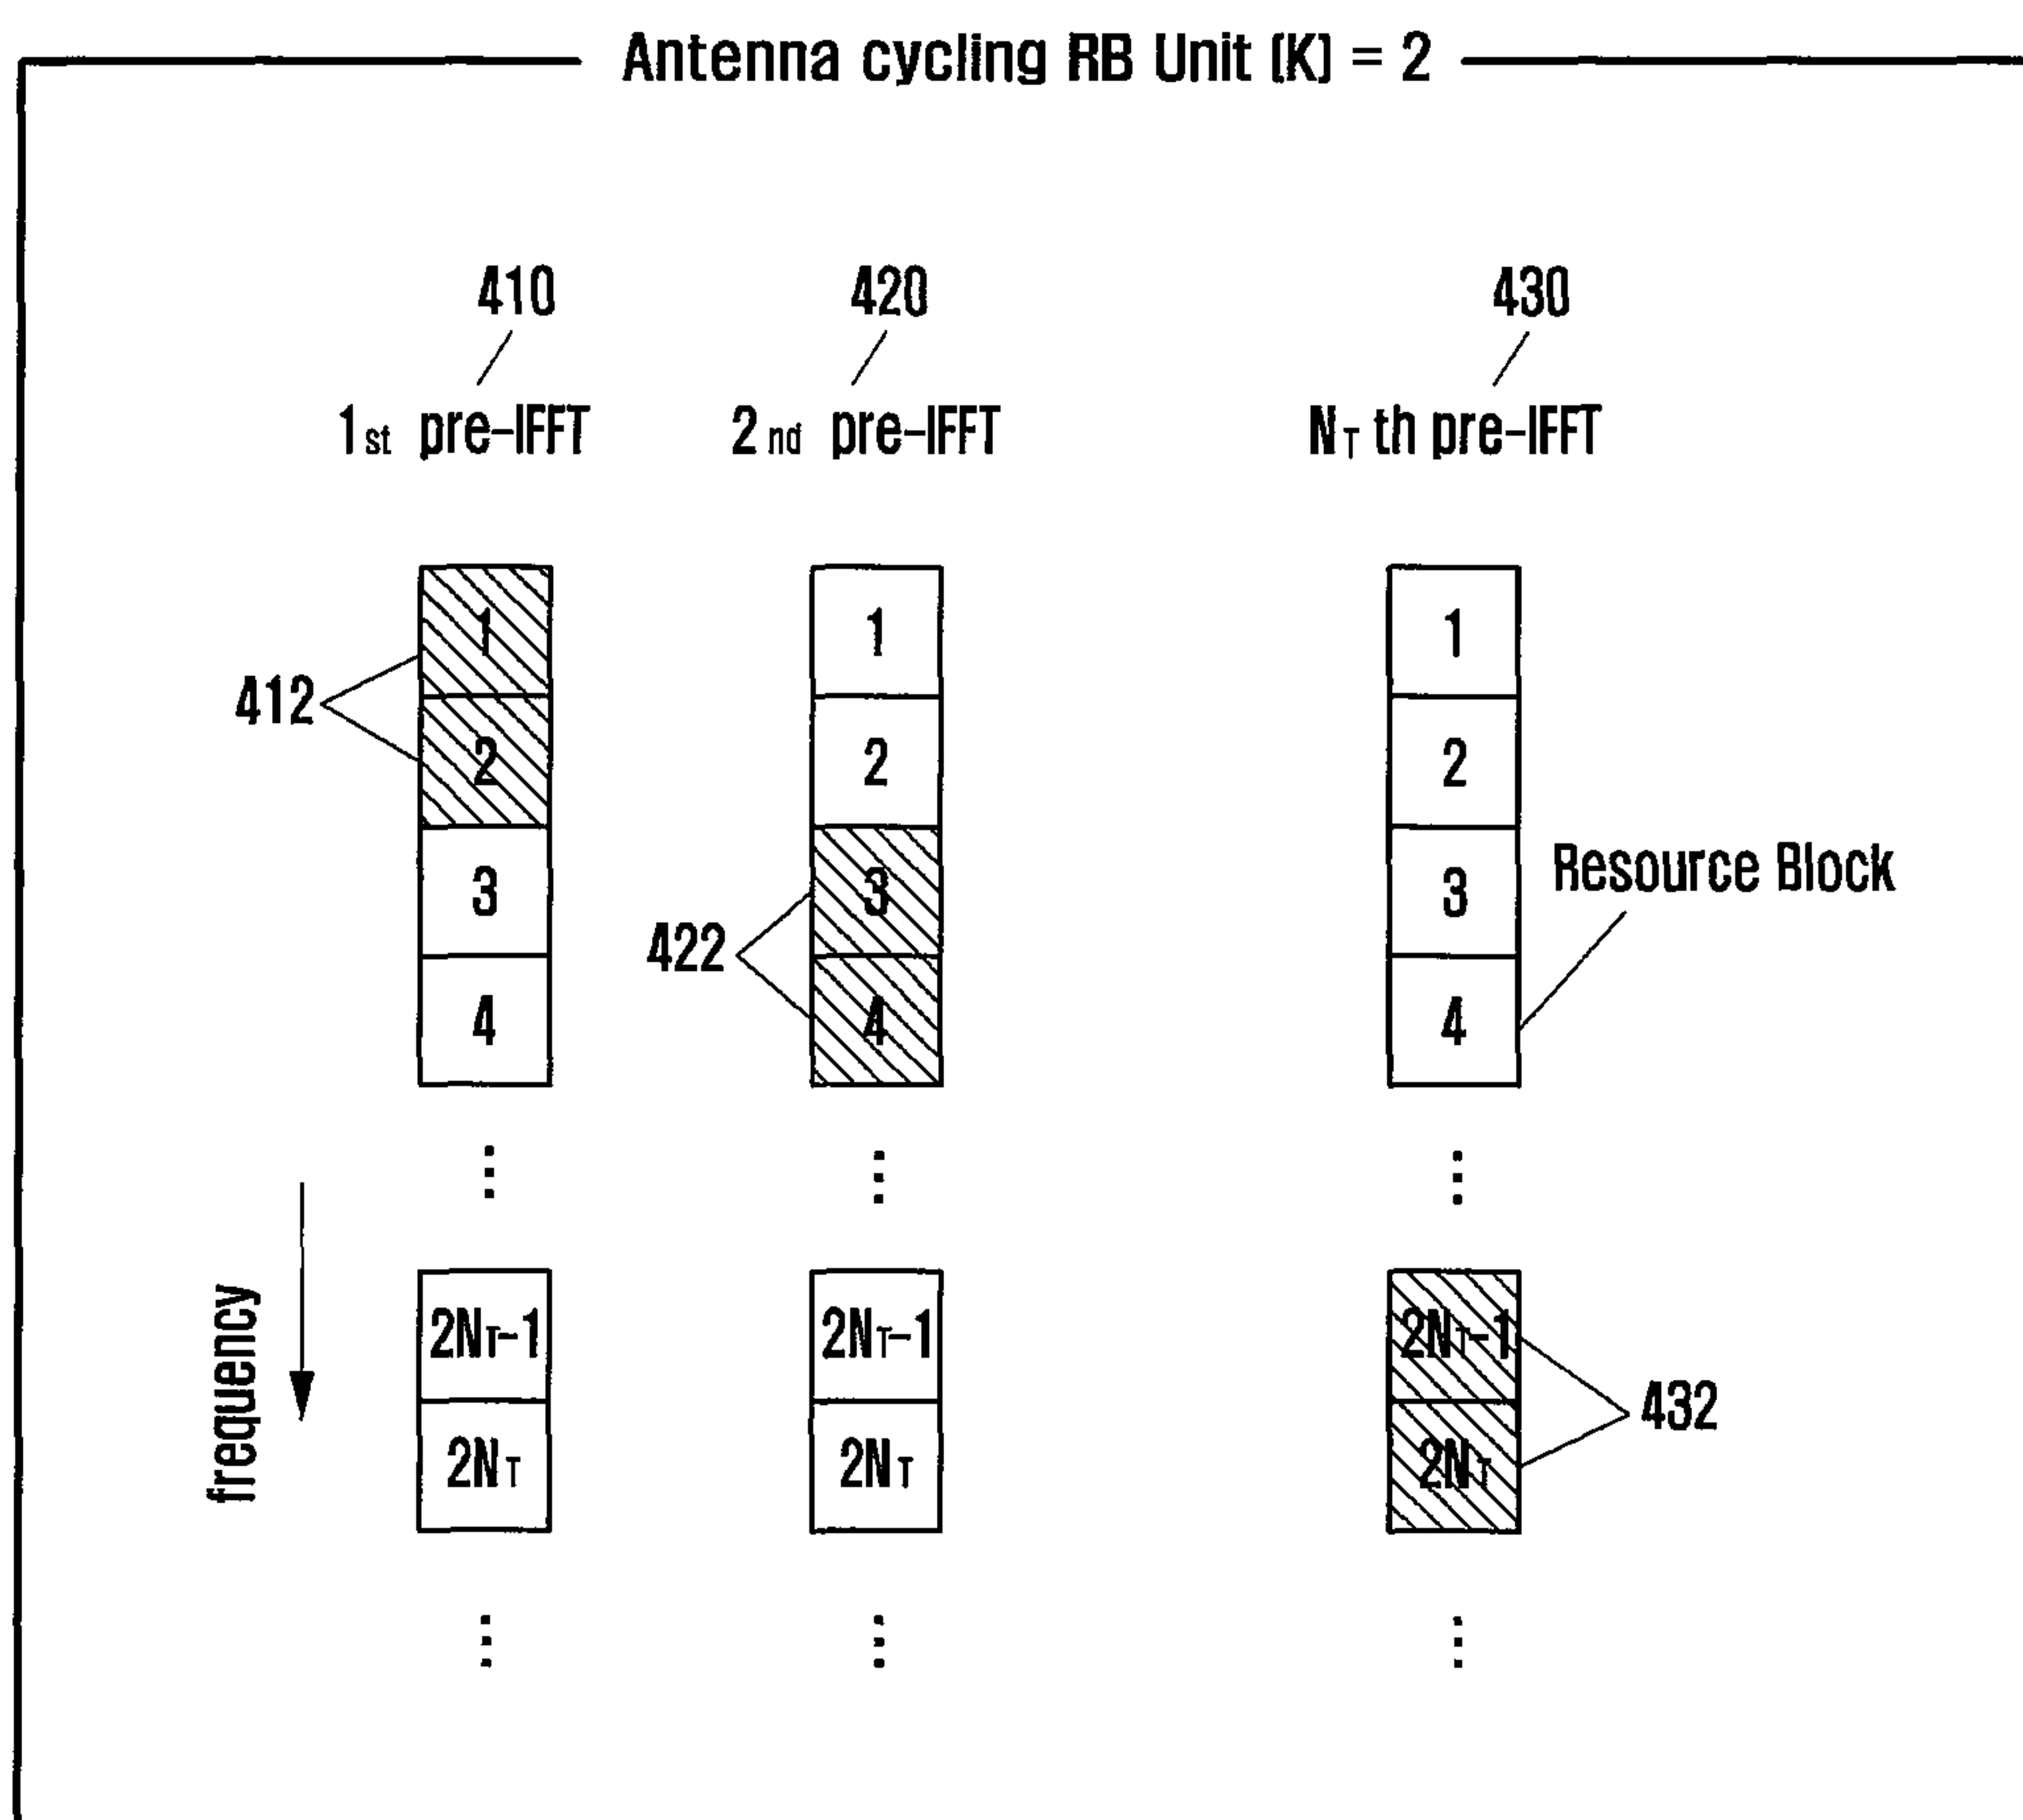 Antenna cycling RB Unit (K) = 2
410 420 430
1st pre-IFFT 2nd pre-IFFT NT th pre-IFFT
1 1 1
412
2 2 2
3 3 3 Resource Block
422
4 4 4
⋮ ⋮ ⋮
frequency
2NT-1 2NT-1 2NT-1
432
2NT 2NT 2NT
⋮ ⋮ ⋮